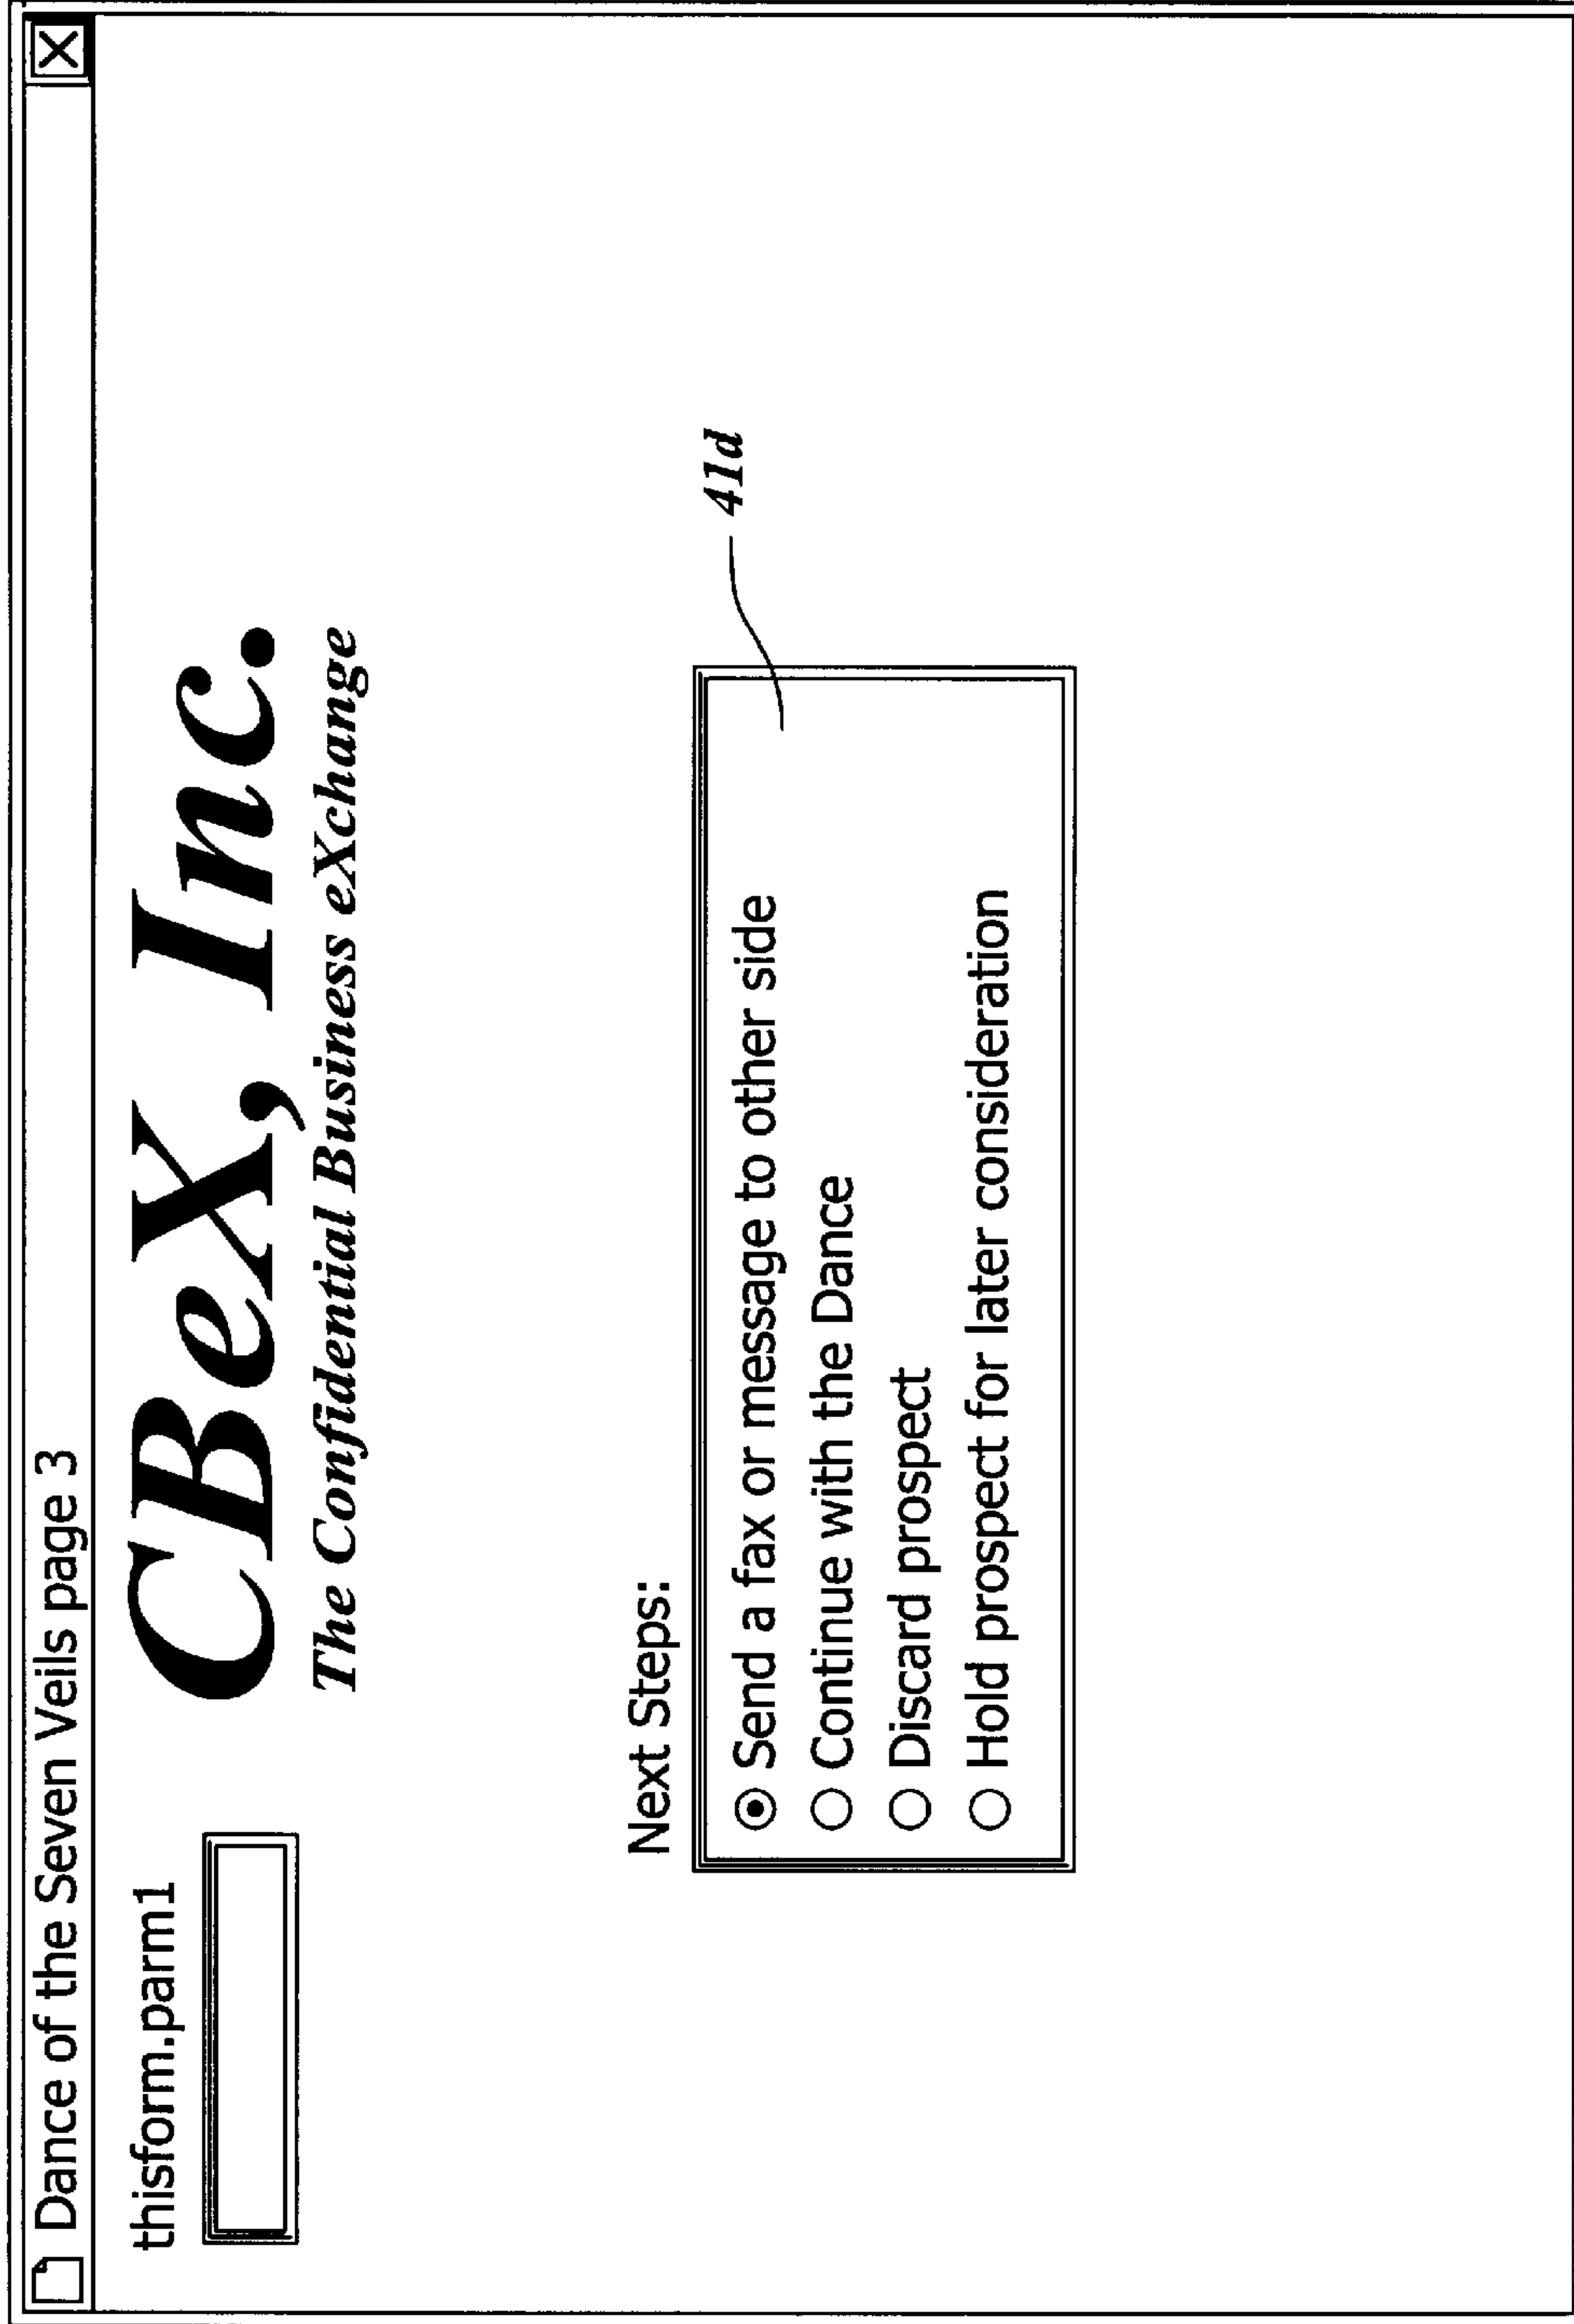 Dance of the Seven Veils page 3
thisform.parm1
CBeX, Inc.
The Confidential Business eXchange
Next Steps:
Send a fax or message to other side
Continue with the Dance
Discard prospect
Hold prospect for later consideration
41d